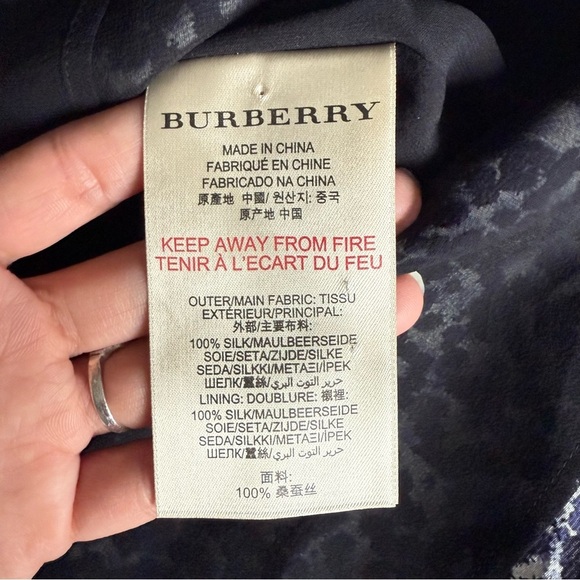 BURBERRY
MADE IN CHINA
FABRIQUÉ EN CHINE
FABRICADO NA CHINA
原產地 中國/ 원산지: 중국
原产地 中国
KEEP AWAY FROM FIRE
TENIR À L'ECART DU FEU
OUTER/MAIN FABRIC: TISSU
EXTÉRIEUR/PRINCIPAL:
外部/主要布料:
100% SILK/MAULBEERSEIDE
SOIE/SETA/ZIJDE/SILKE
SEDA/SILKKI/ΜΕΤΑΞΙ/İPEK
ШЕЛК/蠶絲/حرير التوت البري
LINING: DOUBLURE: 襯裡:
100% SILK/MAULBEERSEIDE
SOIE/SETA/ZIJDE/SILKE
SEDA/SILKKI/ΜΕΤΑΞΙ/İPEK
ШЕЛК/蠶絲/حرير التوت البري
面料:
100% 桑蚕丝